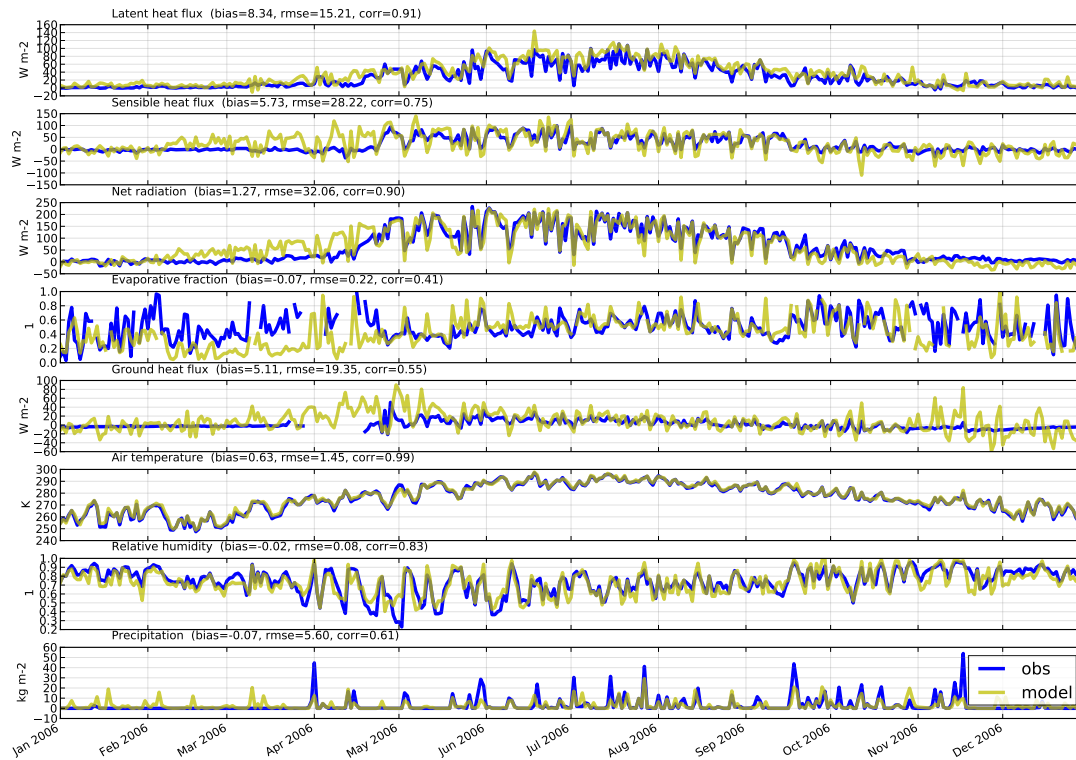 Latent heat flux (bias=8.34, rmse=15.21, corr=0.91)
160
140
120
100
80
60
40
20
0
−20
W m-2
Sensible heat flux (bias=5.73, rmse=28.22, corr=0.75)
150
100
50
0
−50
−100
−150
W m-2
Net radiation (bias=1.27, rmse=32.06, corr=0.90)
250
200
150
100
50
0
−50
W m-2
Evaporative fraction (bias=-0.07, rmse=0.22, corr=0.41)
1.0
0.8
0.6
0.4
0.2
0.0
1
Ground heat flux (bias=5.11, rmse=19.35, corr=0.55)
100
80
60
40
20
0
−20
−40
−60
W m-2
Air temperature (bias=0.63, rmse=1.45, corr=0.99)
300
290
280
270
260
250
240
K
Relative humidity (bias=-0.02, rmse=0.08, corr=0.83)
1.0
0.9
0.8
0.7
0.6
0.5
0.4
0.3
0.2
1
Precipitation (bias=-0.07, rmse=5.60, corr=0.61)
60
50
40
30
20
10
0
−10
kg m-2
obs
model
Jan 2006
Feb 2006
Mar 2006
Apr 2006
May 2006
Jun 2006
Jul 2006
Aug 2006
Sep 2006
Oct 2006
Nov 2006
Dec 2006